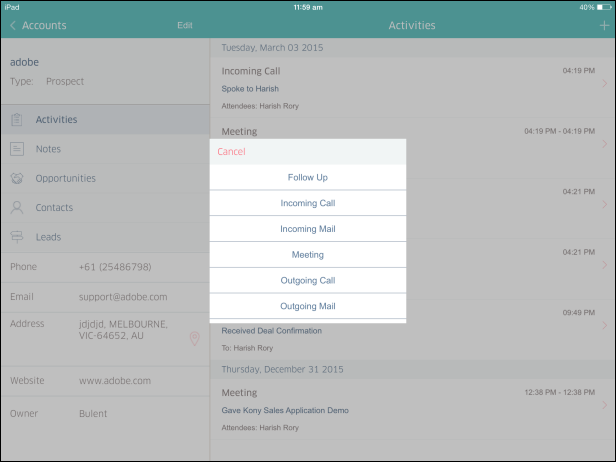 iPad 11:59 am 40%
Accounts Edit Activities
adobe
Type: Prospect
Activities
Notes
Opportunities
Contacts
Leads
Phone +61 (25486798)
Email support@adobe.com
Address jdjdjd, MELBOURNE,
VIC-64652, AU
Website www.adobe.com
Owner Bulent
Tuesday, March 03 2015
Incoming Call 04:19 PM
Spoke to Harish
Attendees: Harish Rory
Meeting 04:19 PM - 04:19 PM
04:21 PM
04:21 PM
09:49 PM
Received Deal Confirmation
To: Harish Rory
Thursday, December 31 2015
Meeting 12:38 PM - 12:38 PM
Gave Kony Sales Application Demo
Attendees: Harish Rory
Cancel
Follow Up
Incoming Call
Incoming Mail
Meeting
Outgoing Call
Outgoing Mail